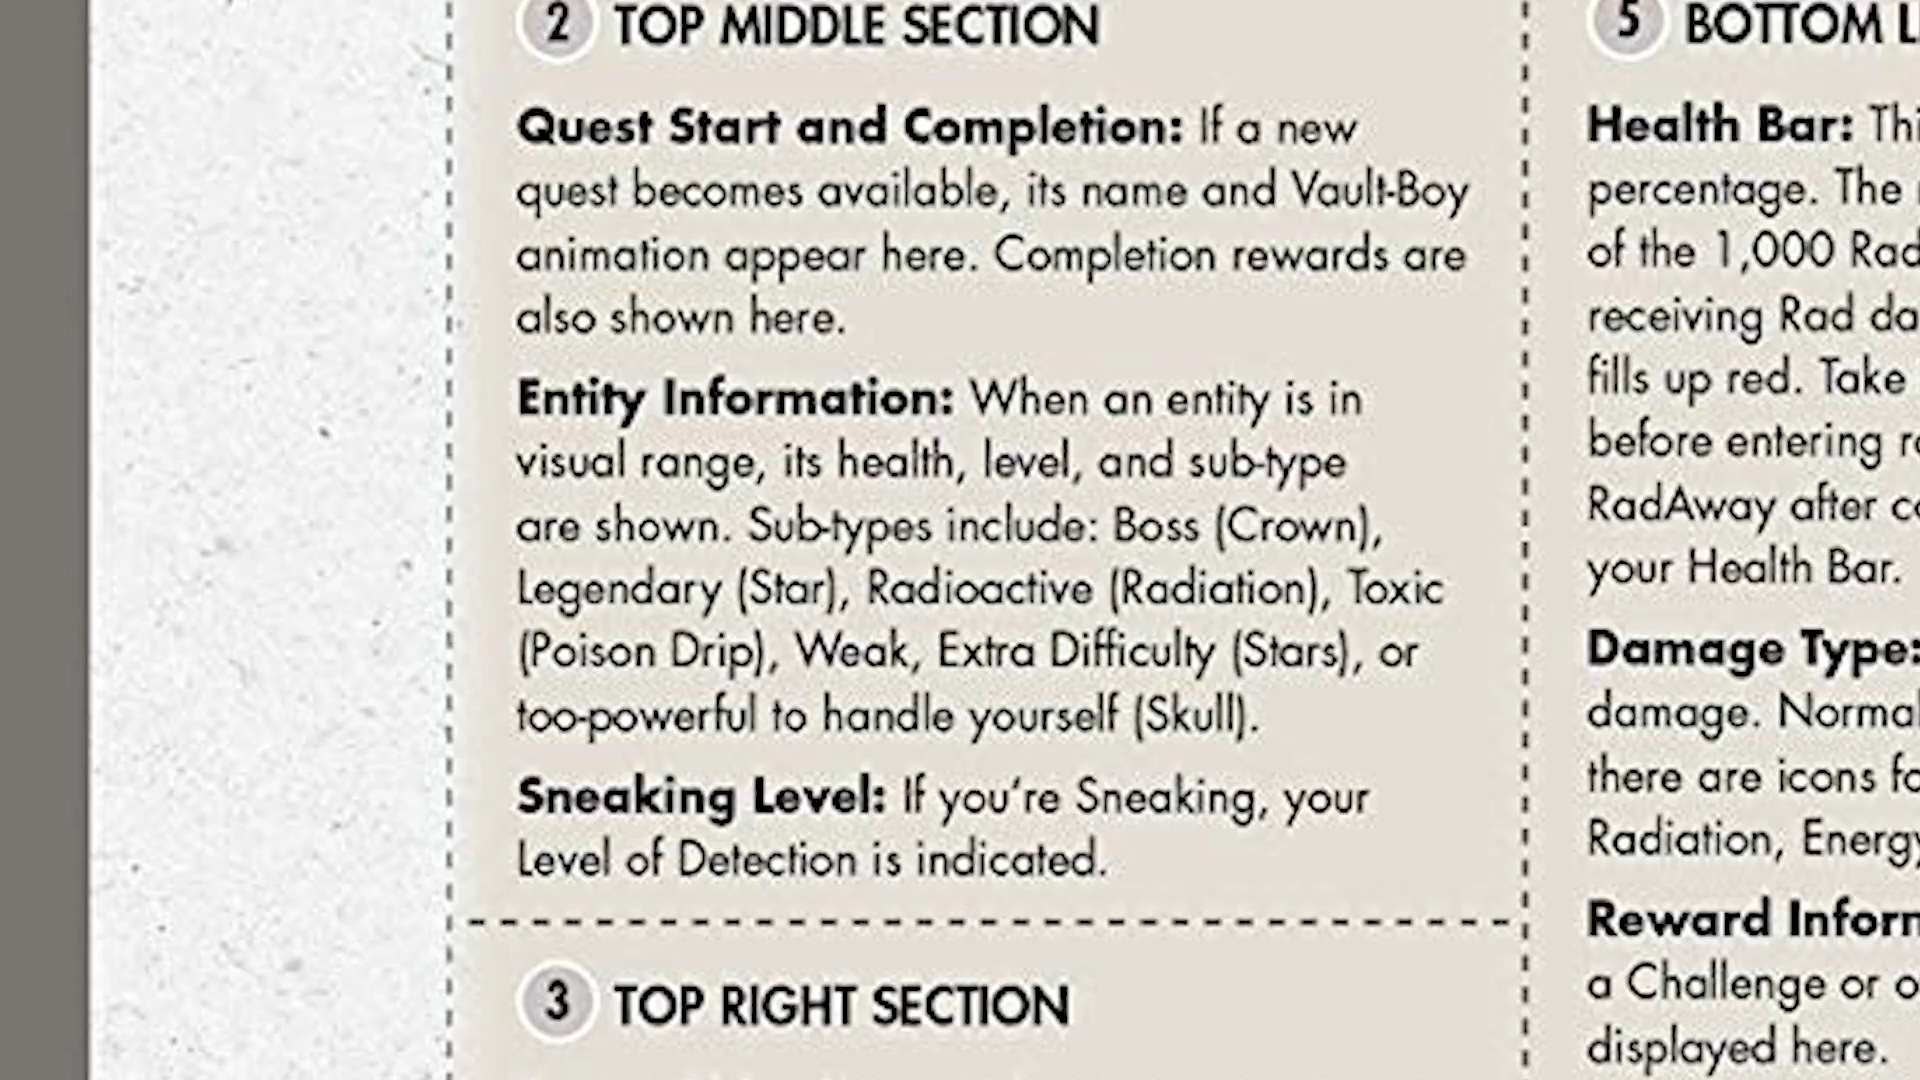 2 TOP MIDDLE SECTION
Quest Start and Completion: If a new
quest becomes available, its name and Vault-Boy
animation appear here. Completion rewards are
also shown here.
Entity Information: When an entity is in
visual range, its health, level, and sub-type
are shown. Sub-types include: Boss (Crown),
Legendary (Star), Radioactive (Radiation), Toxic
(Poison Drip), Weak, Extra Difficulty (Stars), or
too-powerful to handle yourself (Skull).
Sneaking Level: If you're Sneaking, your
Level of Detection is indicated.
3 TOP RIGHT SECTION
5 BOTTOM
Health Bar:
percentage. The
of the 1,000 Rad
receiving Rad
fills up red. Take
before entering
RadAway after
your Health Bar.
Damage Type:
damage. Normal
there are icons
Radiation, Energy
Reward
a Challenge or
displayed here.